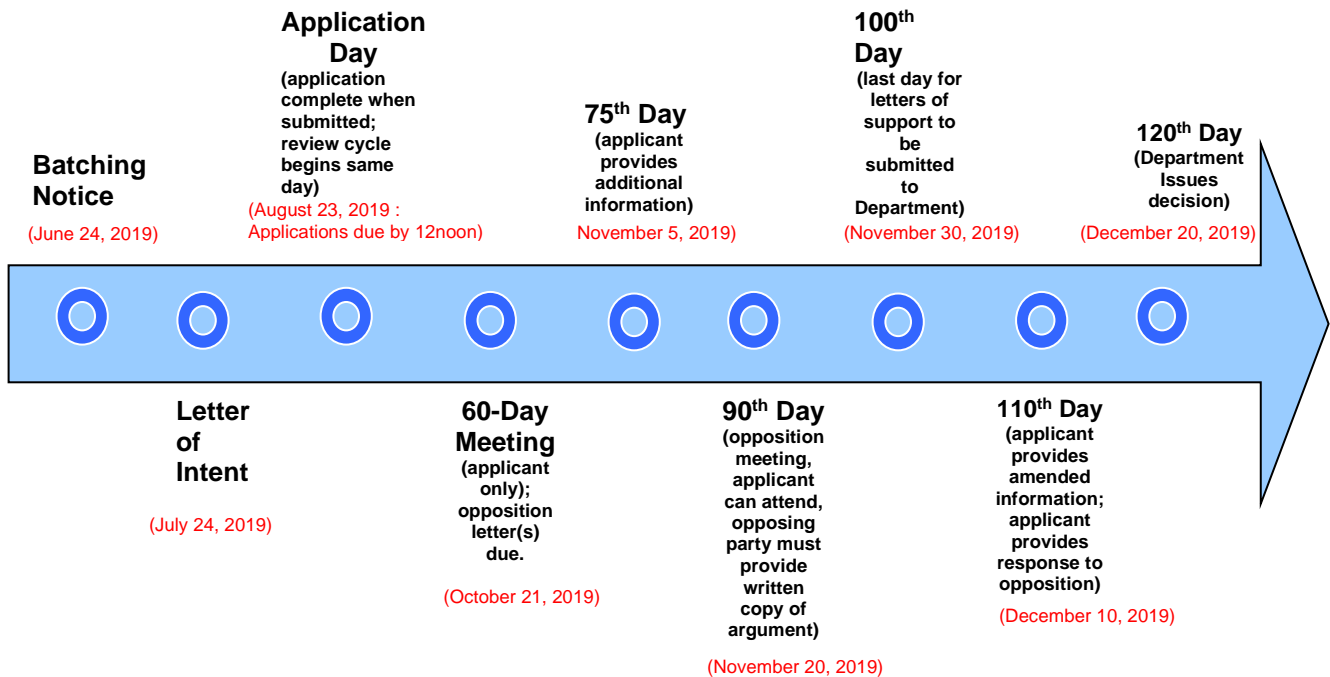 Batching
Notice
(June 24, 2019)
Letter
of
Intent
(July 24, 2019)
Application
Day
(application
complete when
submitted;
review cycle
begins same
day)
(August 23, 2019 :
Applications due by 12noon)
60-Day
Meeting
(applicant
only);
opposition
letter(s)
due.
(October 21, 2019)
75th Day
(applicant
provides
additional
information)
November 5, 2019)
90th Day
(opposition
meeting,
applicant
can attend,
opposing
party must
provide
written
copy of
argument)
(November 20, 2019)
100th
Day
(last day for
letters of
support to
be
submitted
to
Department)
(November 30, 2019)
110th Day
(applicant
provides
amended
information;
applicant
provides
response to
opposition)
(December 10, 2019)
120th Day
(Department
Issues
decision)
(December 20, 2019)